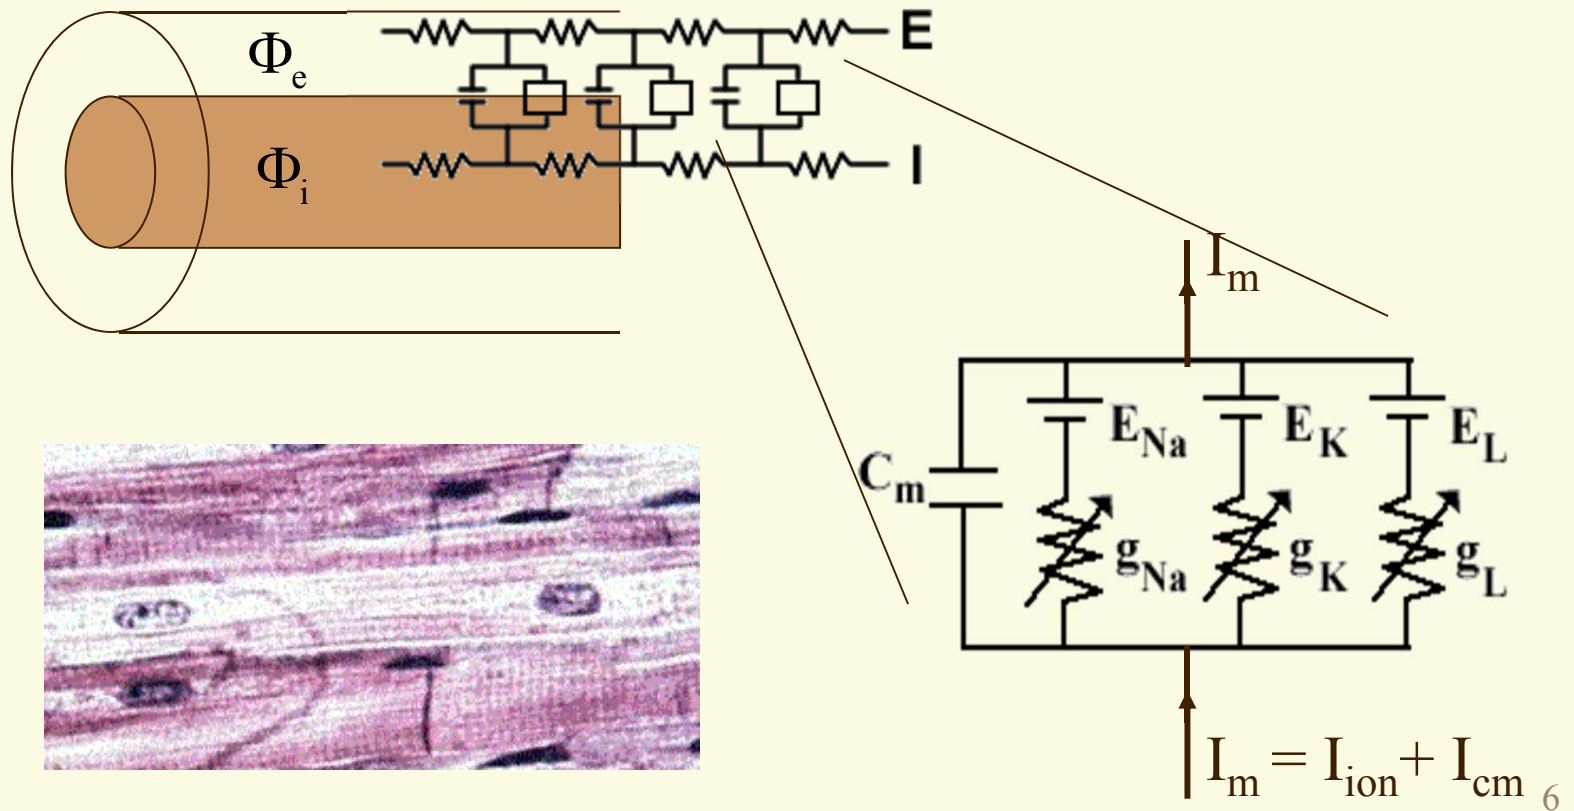 Φe
E
Φi
I
Im
ENa
EK
EL
Cm
gNa
gK
gL
Im = Iion + Icm
6